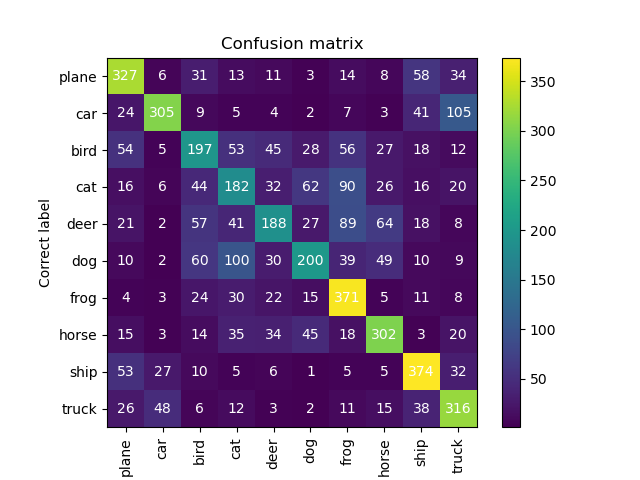 Confusion matrix
plane 327 6 31 13 11 3 14 8 58 34
car 24 305 9 5 4 2 7 3 41 105
bird 54 5 197 53 45 28 56 27 18 12
cat 16 6 44 182 32 62 90 26 16 20
deer 21 2 57 41 188 27 89 64 18 8
dog 10 2 60 100 30 200 39 49 10 9
frog 4 3 24 30 22 15 371 5 11 8
horse 15 3 14 35 34 45 18 302 3 20
ship 53 27 10 5 6 1 5 5 374 32
truck 26 48 6 12 3 2 11 15 38 316
plane car bird cat deer dog frog horse ship truck
Correct label
350
300
250
200
150
100
50